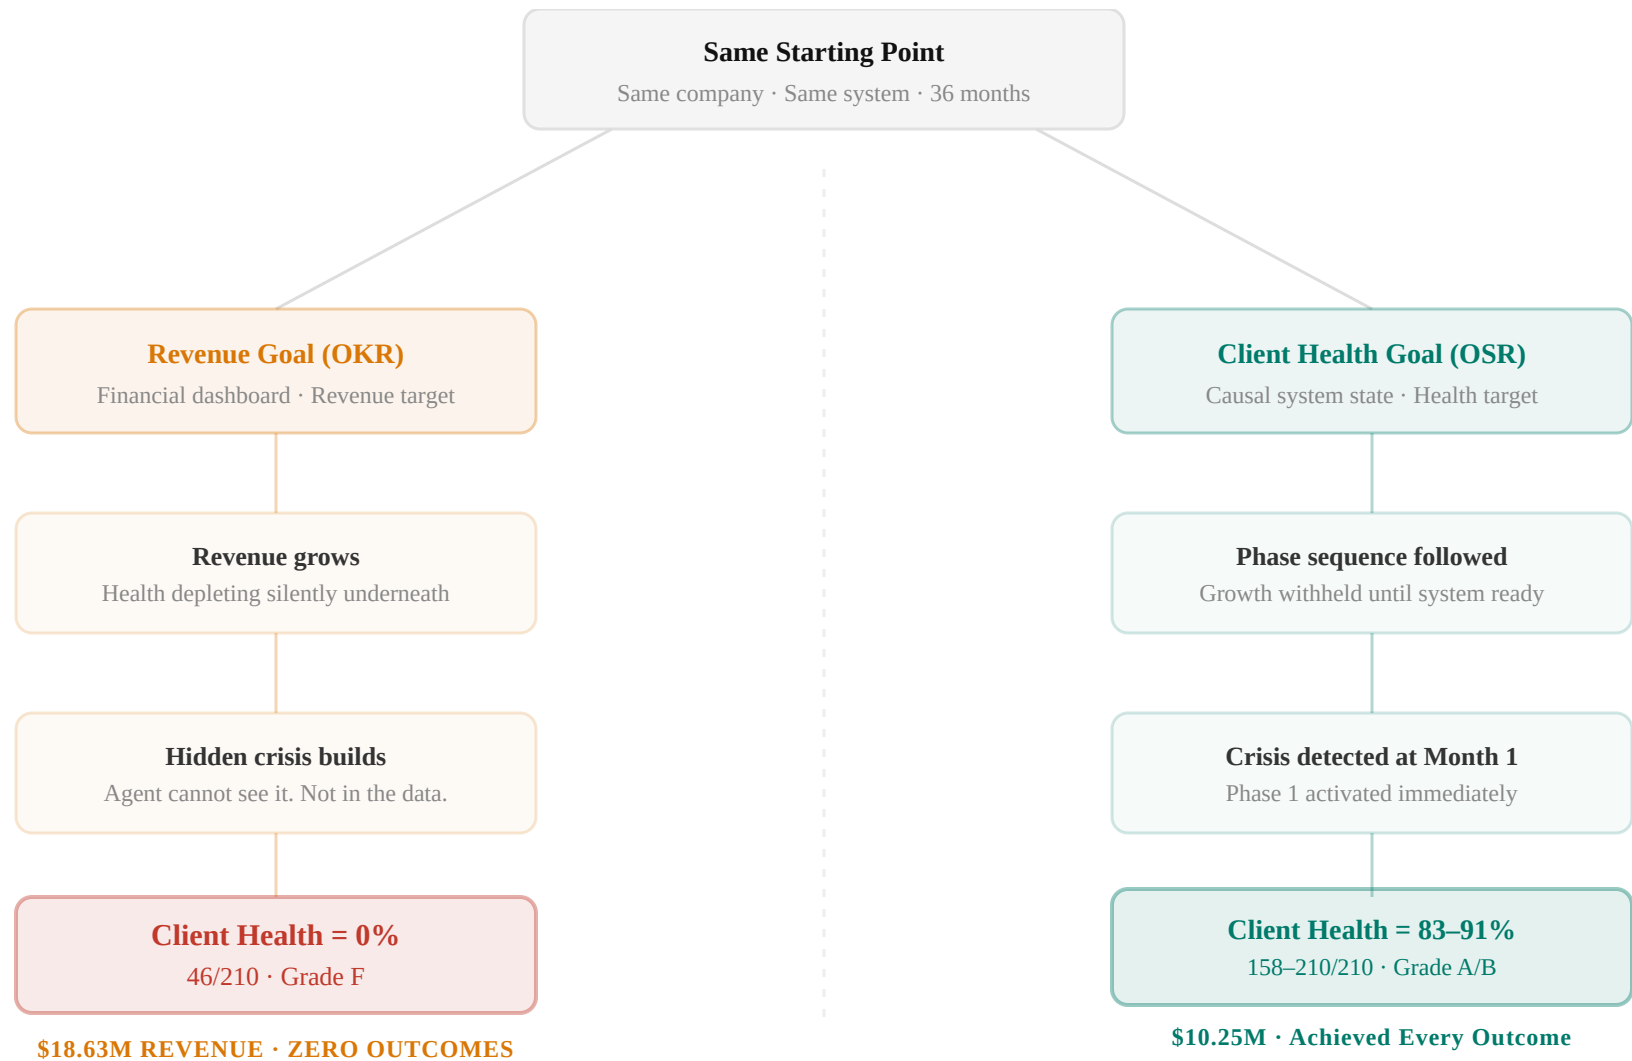 Same Starting Point
Same company · Same system · 36 months
Revenue Goal (OKR)
Financial dashboard · Revenue target
Revenue grows
Health depleting silently underneath
Hidden crisis builds
Agent cannot see it. Not in the data.
Client Health = 0%
46/210 · Grade F
$18.63M REVENUE · ZERO OUTCOMES
Client Health Goal (OSR)
Causal system state · Health target
Phase sequence followed
Growth withheld until system ready
Crisis detected at Month 1
Phase 1 activated immediately
Client Health = 83–91%
158–210/210 · Grade A/B
$10.25M · Achieved Every Outcome